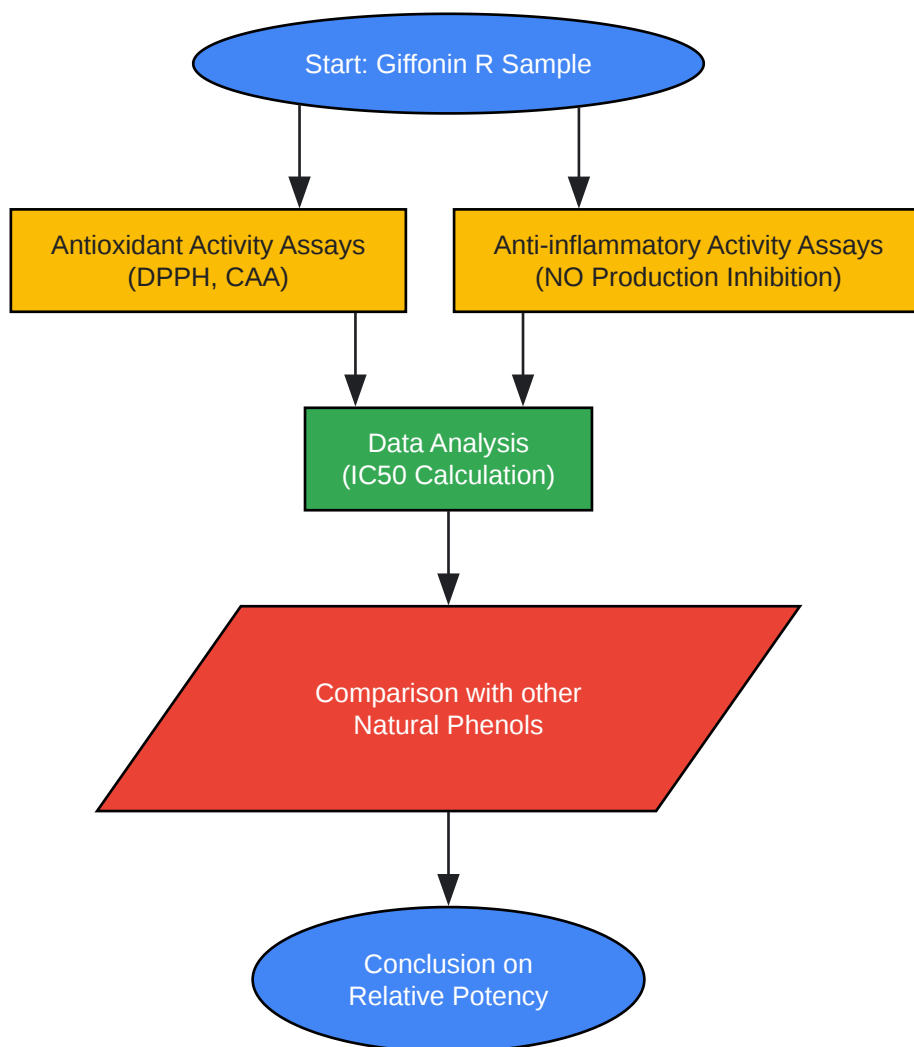 Start: Giffonin R Sample
Antioxidant Activity Assays
(DPPH, CAA)
Anti-inflammatory Activity Assays
(NO Production Inhibition)
Data Analysis
(IC50 Calculation)
Comparison with other
Natural Phenols
Conclusion on
Relative Potency